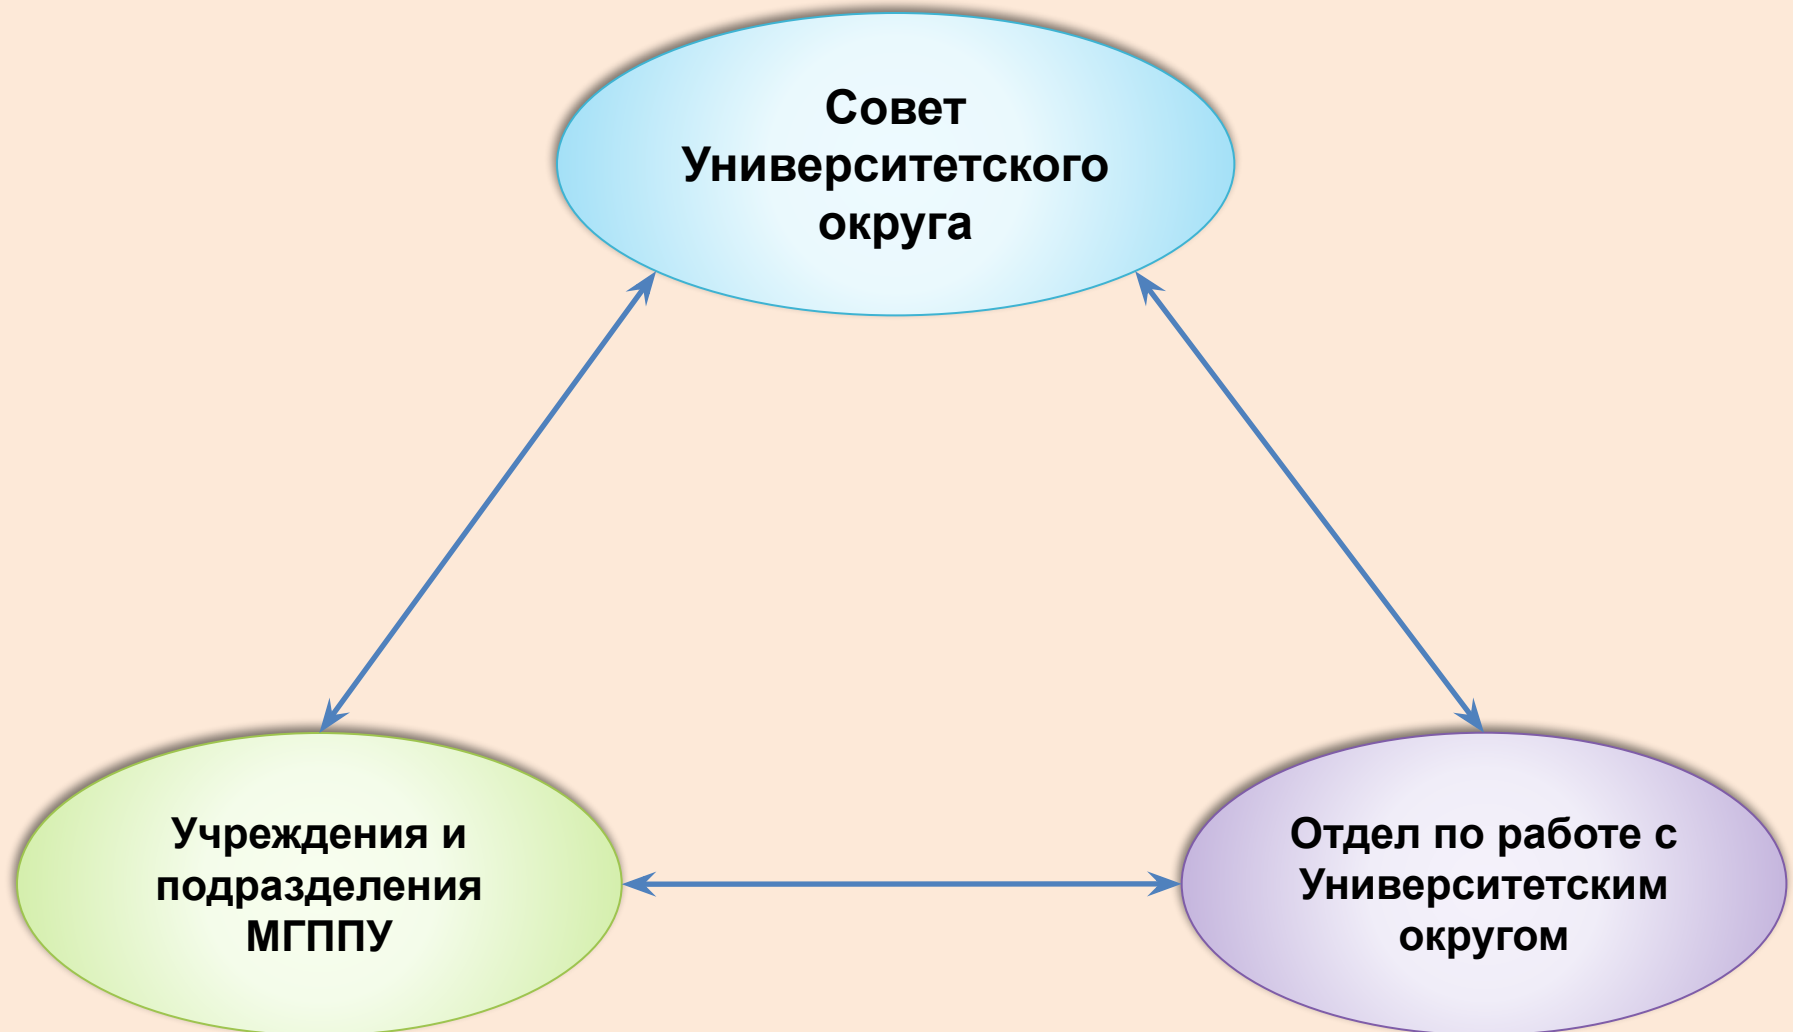 Совет
Университетского
округа
Учреждения и
подразделения
МГППУ
Отдел по работе с
Университетским
округом